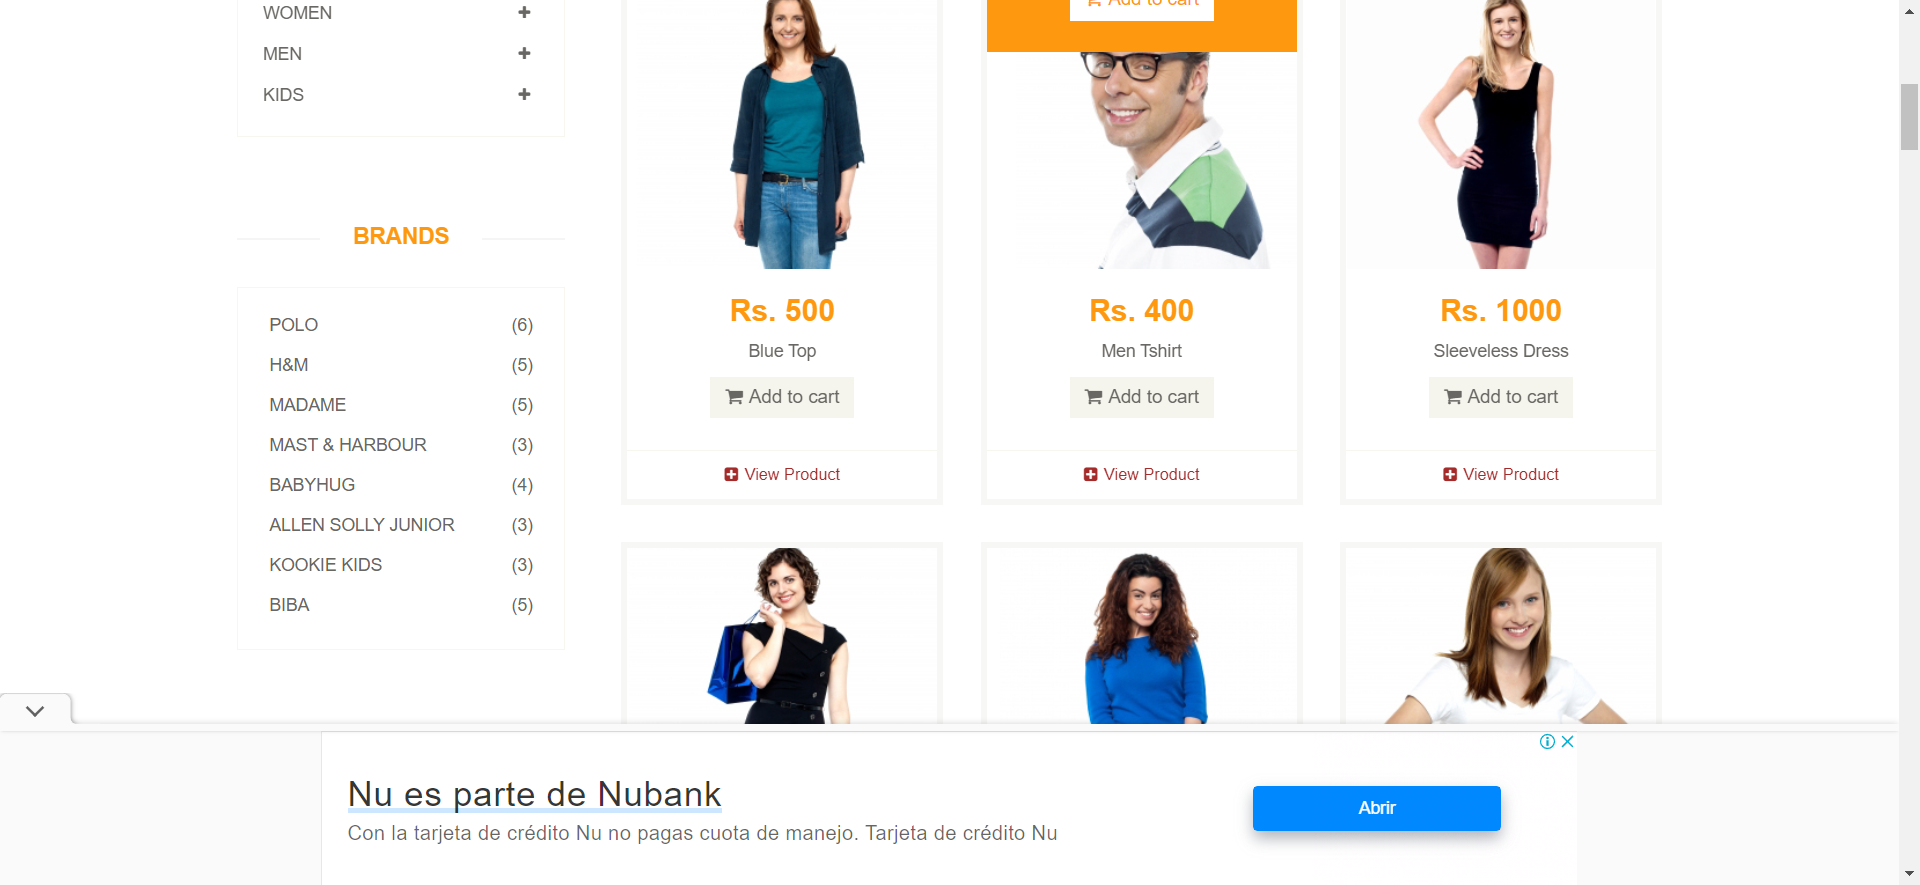 WOMEN
MEN
KIDS
BRANDS
POLO (6)
H&M (5)
MADAME (5)
MAST & HARBOUR (3)
BABYHUG (4)
ALLEN SOLLY JUNIOR (3)
KOOKIE KIDS (3)
BIBA (5)
Add to cart
Rs. 500
Blue Top
Add to cart
View Product
Rs. 400
Men Tshirt
Add to cart
View Product
Rs. 1000
Sleeveless Dress
Add to cart
View Product
Nu es parte de Nubank
Con la tarjeta de crédito Nu no pagas cuota de manejo. Tarjeta de crédito Nu
Abrir